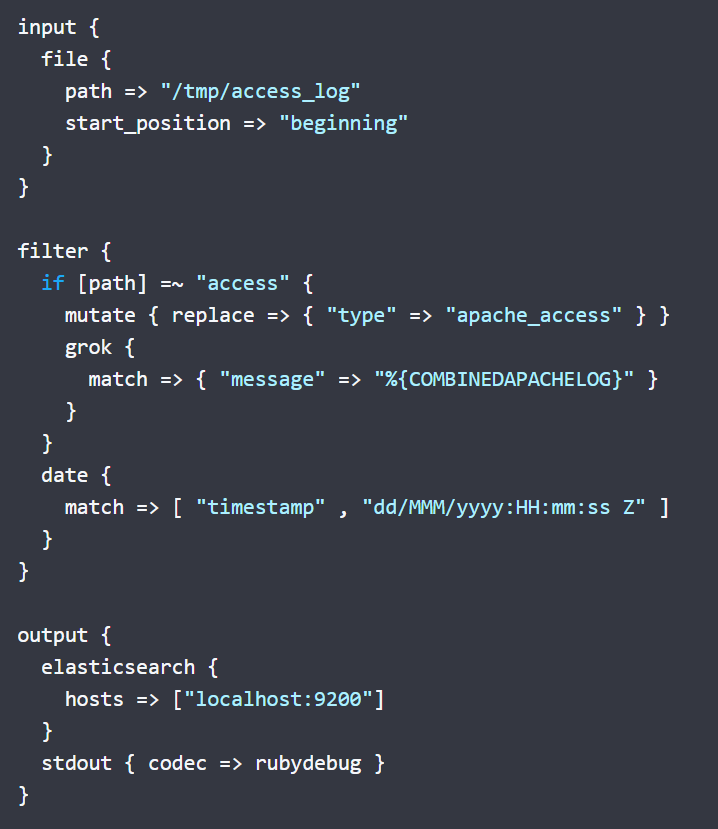 input {
  file {
    path => "/tmp/access_log"
    start_position => "beginning"
  }
}

filter {
  if [path] =~ "access" {
    mutate { replace => { "type" => "apache_access" } }
    grok {
      match => { "message" => "%{COMBINEDAPACHELOG}" }
    }
  }
  date {
    match => [ "timestamp" , "dd/MMM/yyyy:HH:mm:ss Z" ]
  }
}

output {
  elasticsearch {
    hosts => ["localhost:9200"]
  }
  stdout { codec => rubydebug }
}